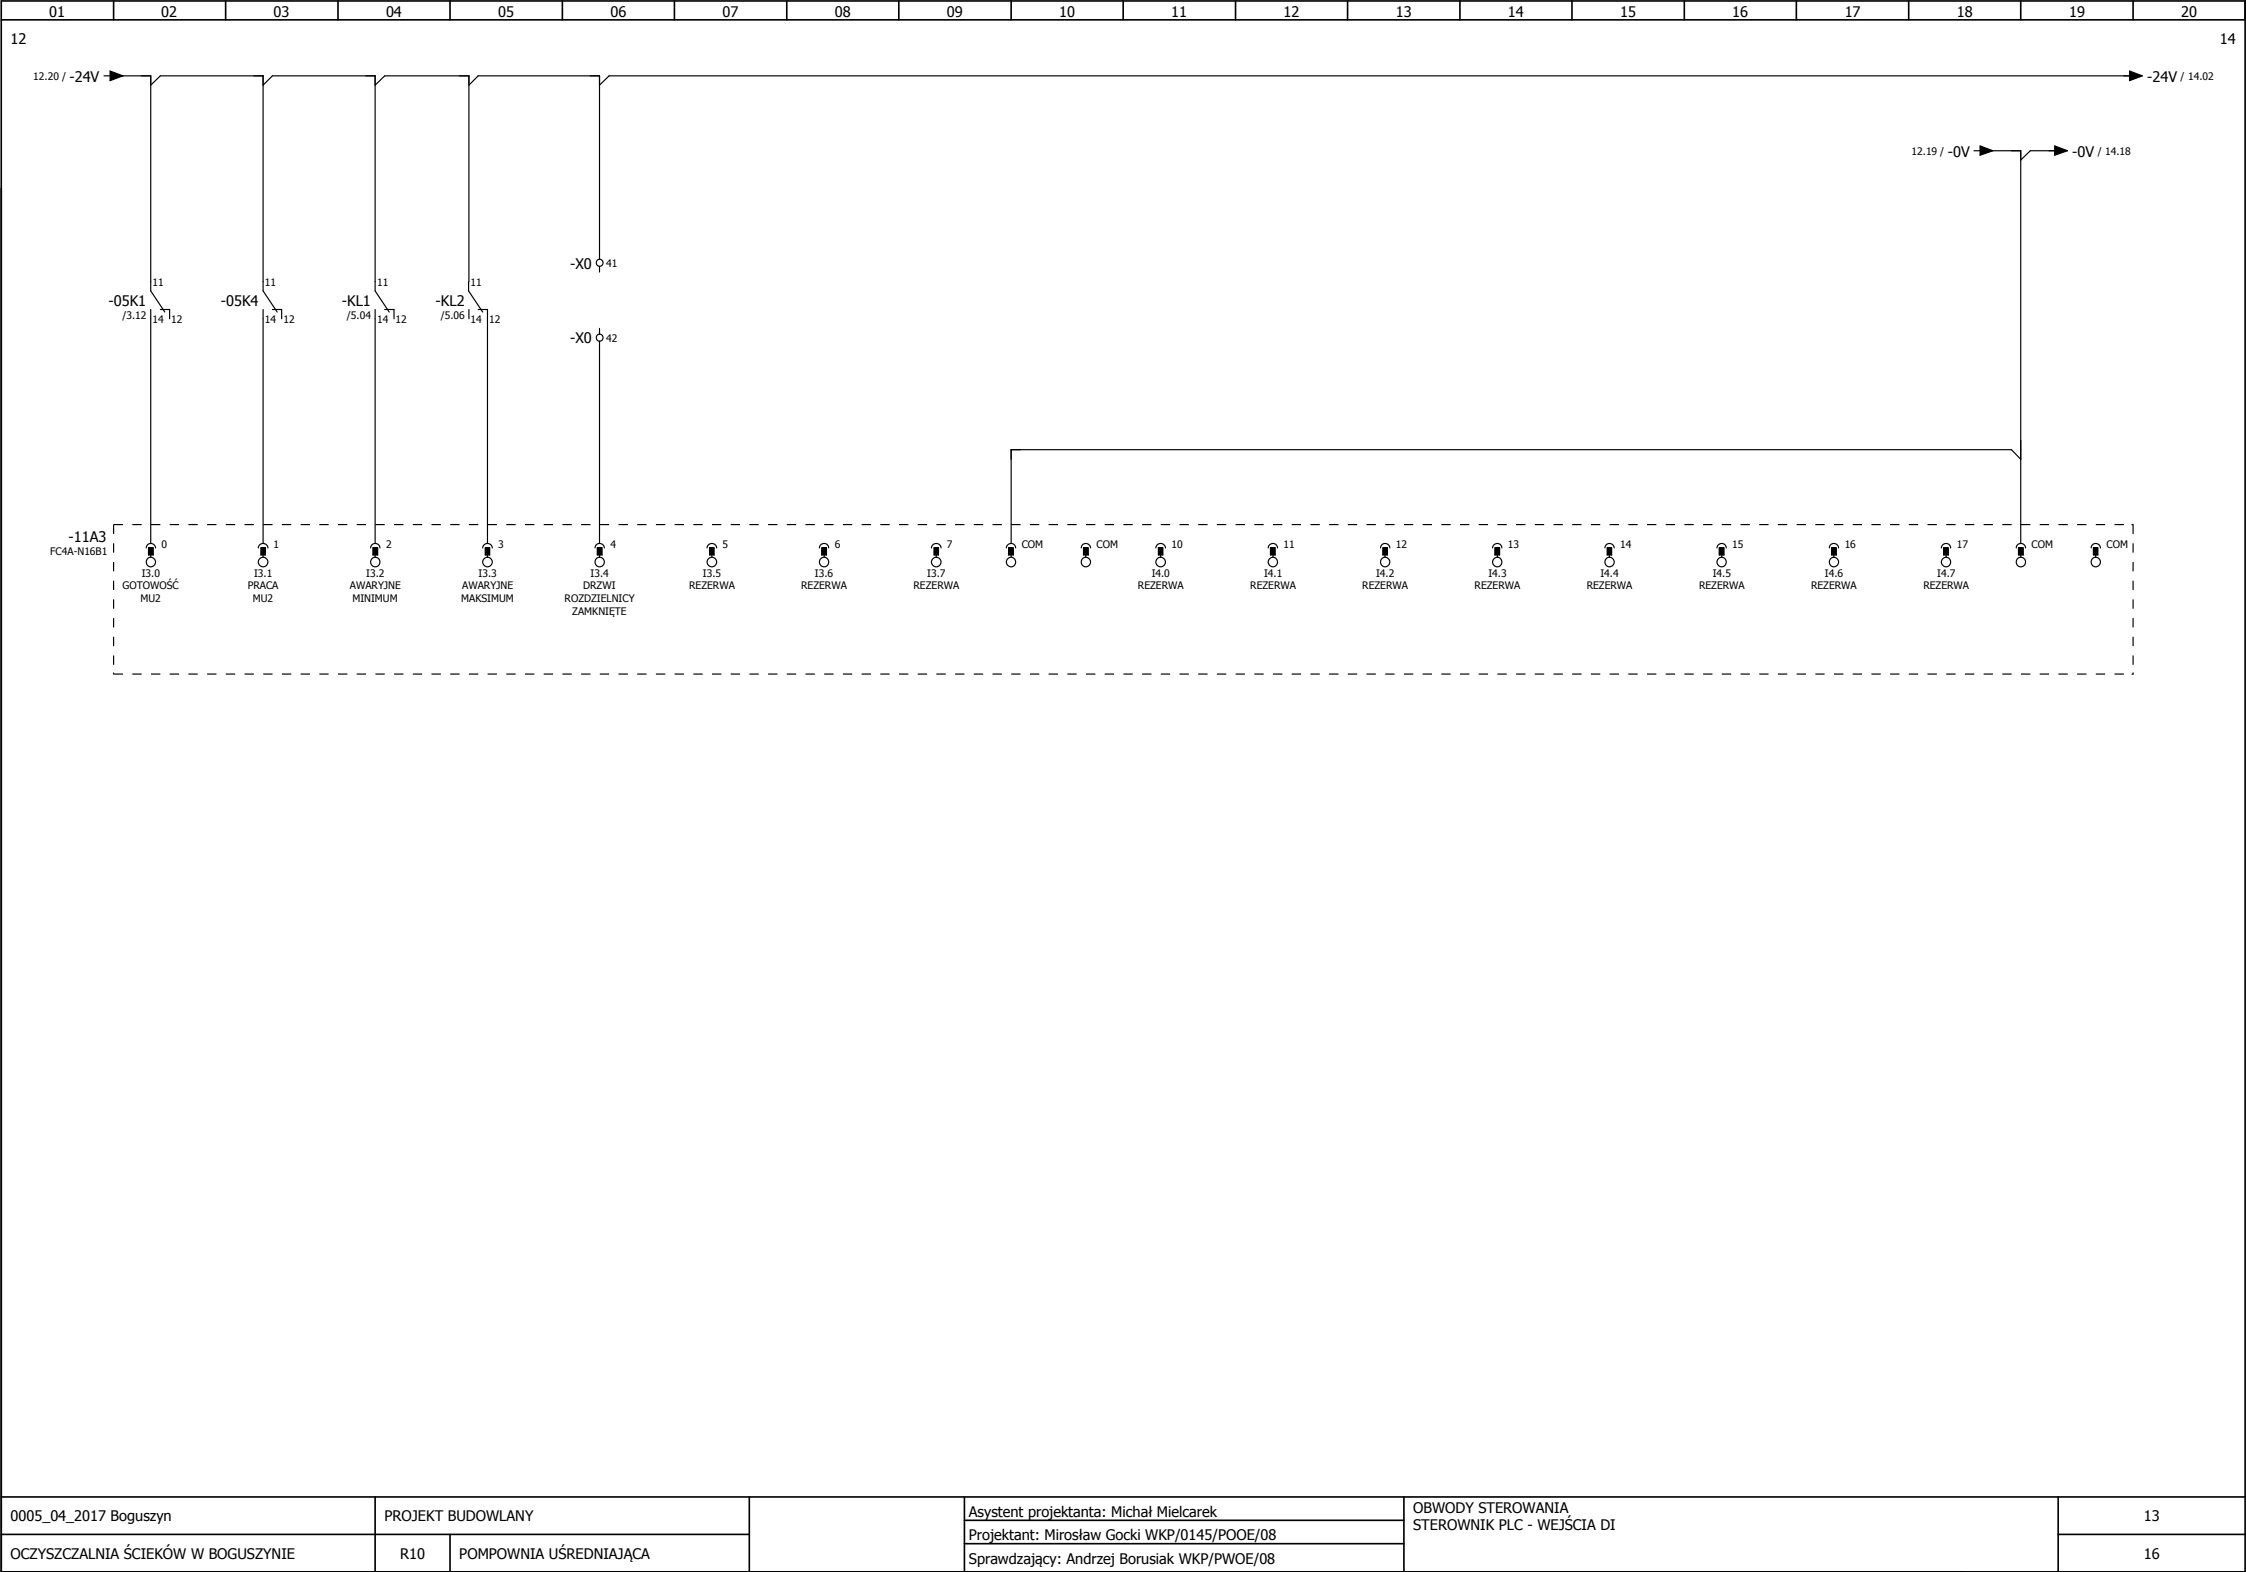 01 02 03 04 05 06 07 08 09 10 11 12 13 14 15 16 17 18 19 20
12 14
12.20 / -24V -24V / 14.02
12.19 / -0V -0V / 14.18
-X0 41
11 11 11 11
-05K1 -05K4 -KL1 -KL2
/3.12 14 12 14 12 /5.04 14 12 /5.06 14 12
-X0 42
-11A3
FC4A-N16B1
0 1 2 3 4 5 6 7 COM COM 10 11 12 13 14 15 16 17 COM COM
I3.0
GOTOWOŚĆ
MU2
I3.1
PRACA
MU2
I3.2
AWARYJNE
MINIMUM
I3.3
AWARYJNE
MAKSIMUM
I3.4
DRZWI
ROZDZIELNICY
ZAMKNIĘTE
I3.5
REZERWA
I3.6
REZERWA
I3.7
REZERWA
I4.0
REZERWA
I4.1
REZERWA
I4.2
REZERWA
I4.3
REZERWA
I4.4
REZERWA
I4.5
REZERWA
I4.6
REZERWA
I4.7
REZERWA
0005_04_2017 Boguszyn
OCZYSZCZALNIA ŚCIEKÓW W BOGUSZYNIE
PROJEKT BUDOWLANY
R10 POMPOWNIA UŚREDNIAJĄCA
Asystent projektanta: Michał Mielcarek
Projektant: Mirosław Gocki WKP/0145/POOE/08
Sprawdzający: Andrzej Borusiak WKP/PWOE/08
OBWODY STEROWANIA
STEROWNIK PLC - WEJŚCIA DI
13
16